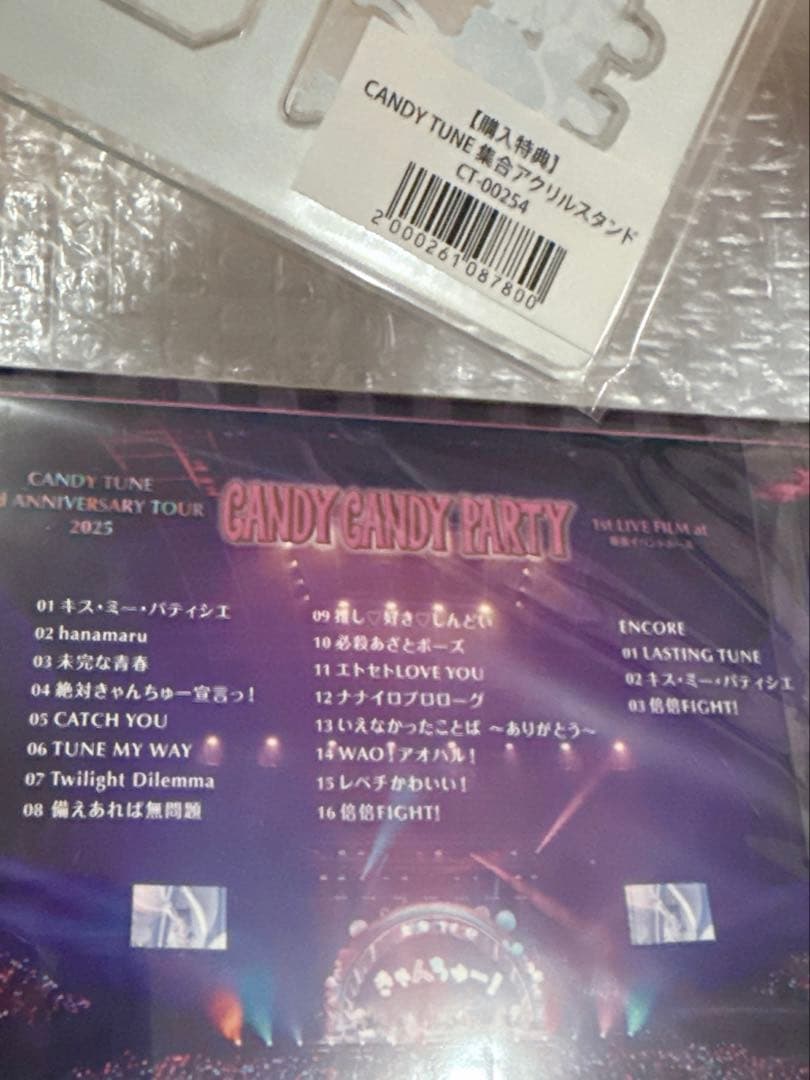 【購入特典】
CANDY TUNE 集合アクリルスタンド
CT-00254
2 000261 087800
CANDY TUNE
ANNIVERSARY TOUR
2025
CANDY CANDY PARTY
1st LIVE FILM at
01 キス・ミー・パティシエ
02 hanamaru
03 未完な青春
04 絶対きゃんちゅー宣言っ!
05 CATCH YOU
06 TUNE MY WAY
07 Twilight Dilemma
08 備えあれば無問題
09 推し♡好き♡しんどい
10 必殺あざとポーズ
11 エトセトLOVE YOU
12 ナナイロプロローグ
13 いえなかったことば 〜ありがとう〜
14 WAO!アオハル!
15 レベチかわいい!
16 倍倍FIGHT!
ENCORE
01 LASTING TUNE
02 キス・ミー・パティシエ
03 倍倍FIGHT!
きゃんちゅー!